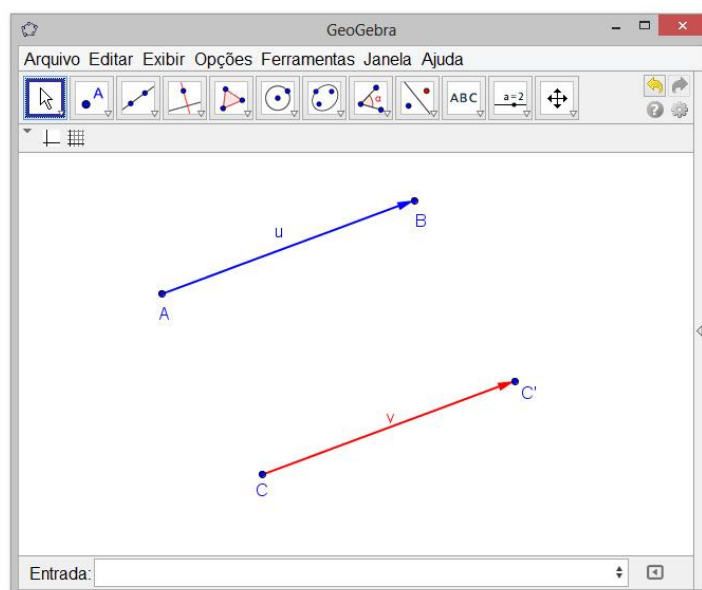 GeoGebra
Arquivo Editar Exibir Opções Ferramentas Janela Ajuda
A
α
ABC
a=2
B
u
A
C'
v
C
Entrada: